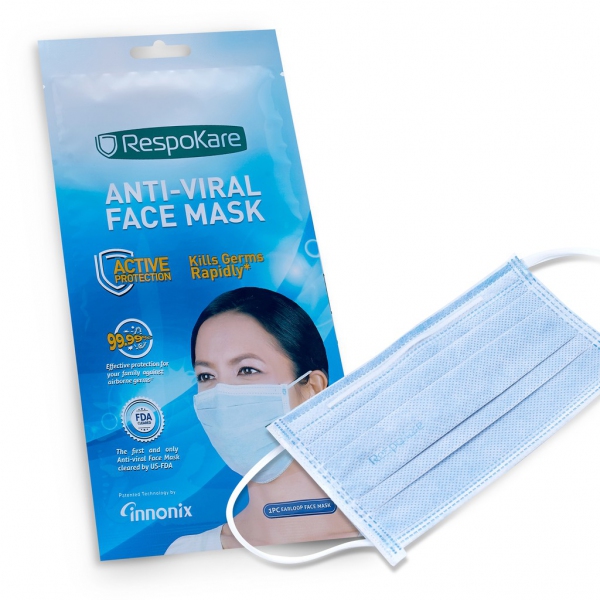 RespoKare
ANTI-VIRAL
FACE MASK
ACTIVE
PROTECTION
Kills Germs
Rapidly*
99.99%
Effective protection for
your family against
airborne germs*
FDA
CLEARED
The first and only
Anti-viral Face Mask
cleared by US-FDA
Patented Technology by
innonix
1PC EARLOOP FACE MASK